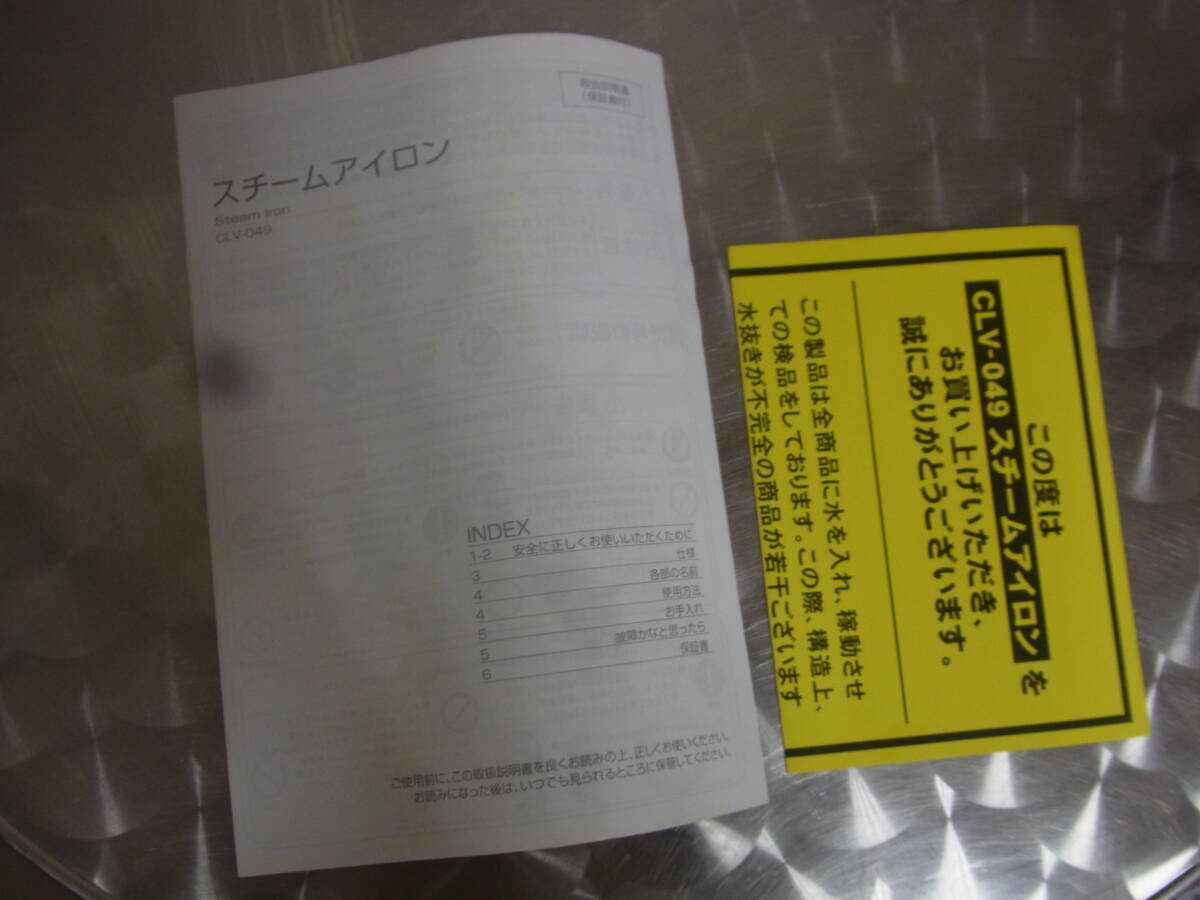 取扱説明書
(保証書付)
スチームアイロン
Steam Iron
CLV-049
INDEX
1-2 安全に正しくお使いいただくために
3 仕様
4 各部の名前
4 使用方法
5 お手入れ
5 故障かなと思ったら
6 保証書
ご使用前に、この取扱説明書を良くお読みの上、正しくお使いください。
お読みになった後は、いつでも見られるところに保管してください。
この度は
CLV-049 スチームアイロンを
お買い上げいただき、
誠にありがとうございます。
この製品は全商品に水を入れ、稼動させ
ての検品をしております。この際、構造上、
水抜きが不完全の商品が若干ございます